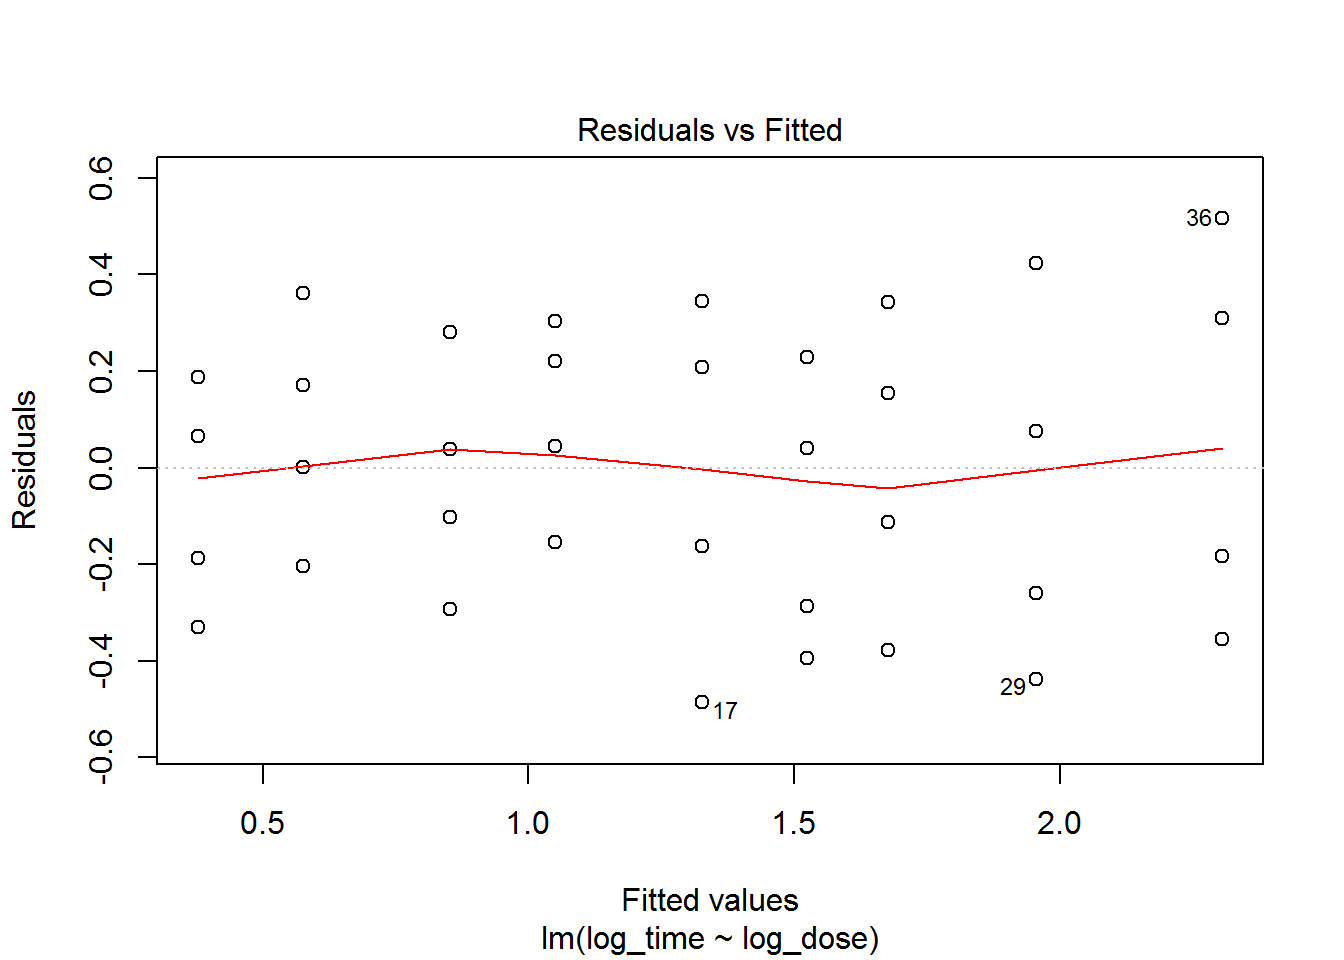 Residuals vs Fitted
Residuals
0.6
0.4
0.2
0.0
-0.2
-0.4
-0.6
36
17
29
0.5 1.0 1.5 2.0
Fitted values
lm(log_time ~ log_dose)